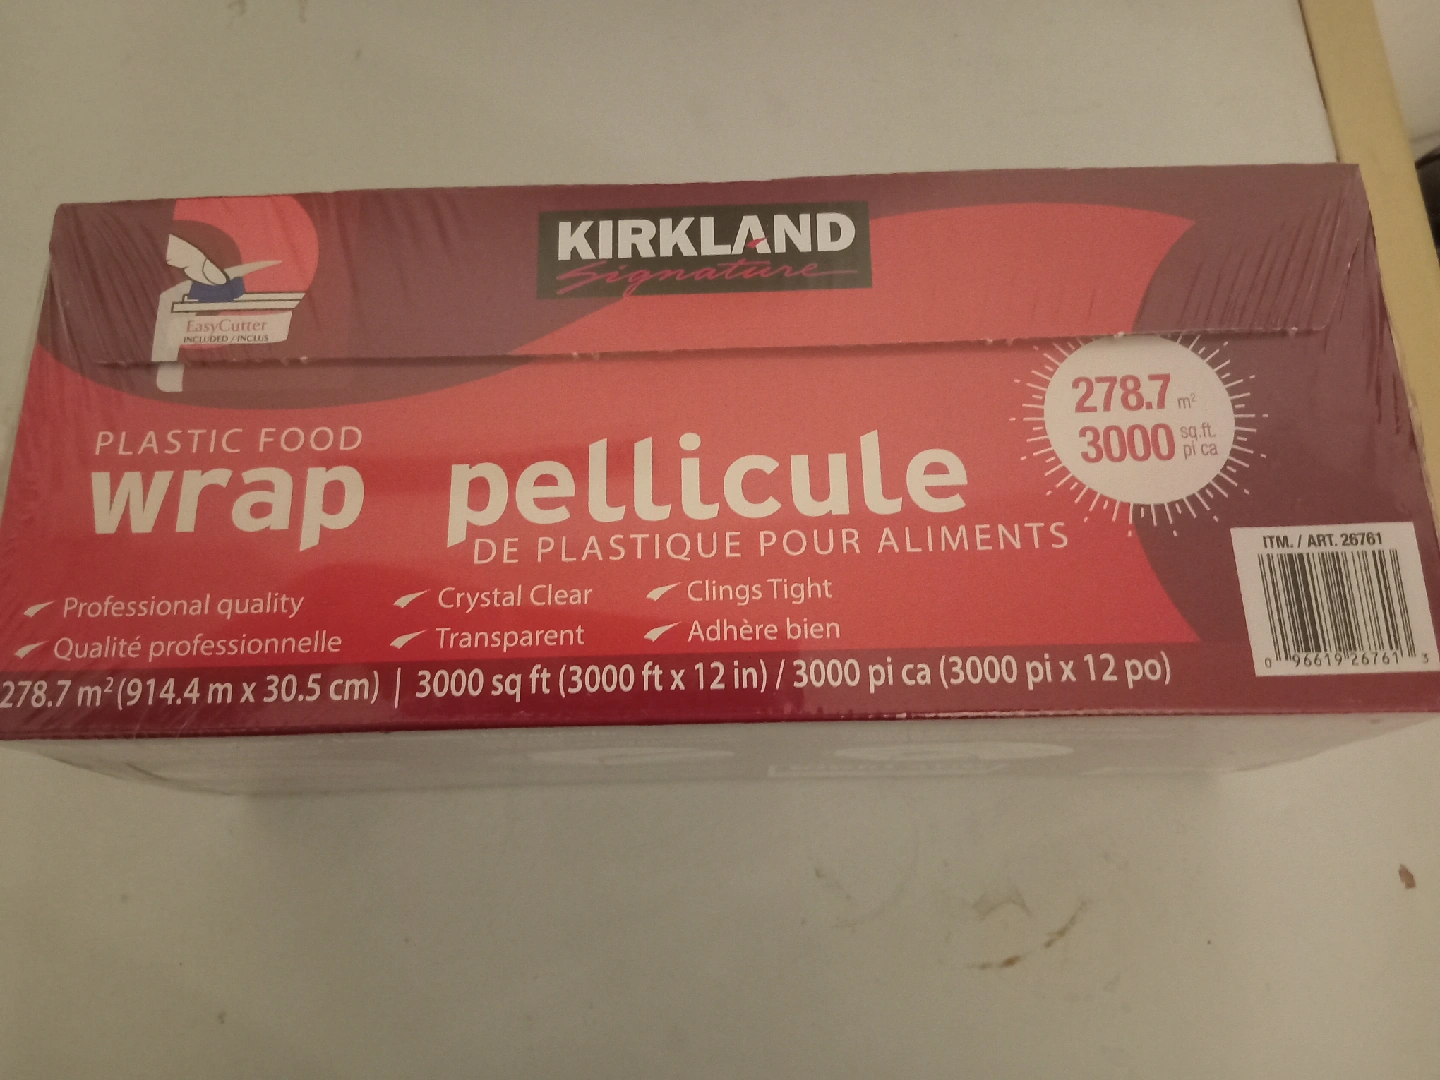 KIRKLAND
Signature
EasyCutter
INCLUDED / INCLUS
278.7 m²
3000 sq.ft.
pi ca
PLASTIC FOOD
wrap pellicule
DE PLASTIQUE POUR ALIMENTS
ITM. / ART. 26761
Professional quality
Crystal Clear
Clings Tight
Qualité professionnelle
Transparent
Adhère bien
0 96619 26761 3
278.7 m² (914.4 m x 30.5 cm) | 3000 sq ft (3000 ft x 12 in) / 3000 pi ca (3000 pi x 12 po)